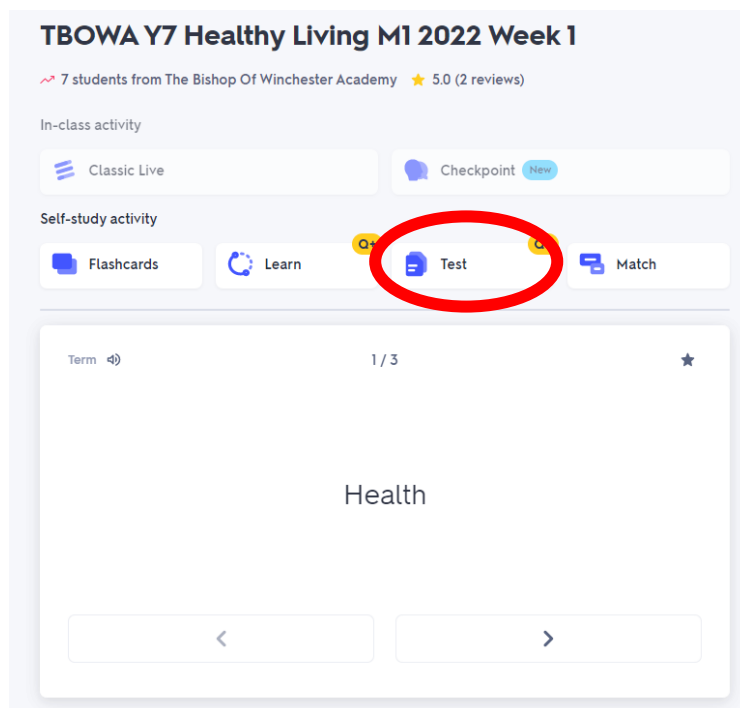 TBOWA Y7 Healthy Living M1 2022 Week 1
7 students from The Bishop Of Winchester Academy 5.0 (2 reviews)
In-class activity
Classic Live Checkpoint New
Self-study activity
Flashcards Learn Q+ Test Match
Term 1 / 3
Health